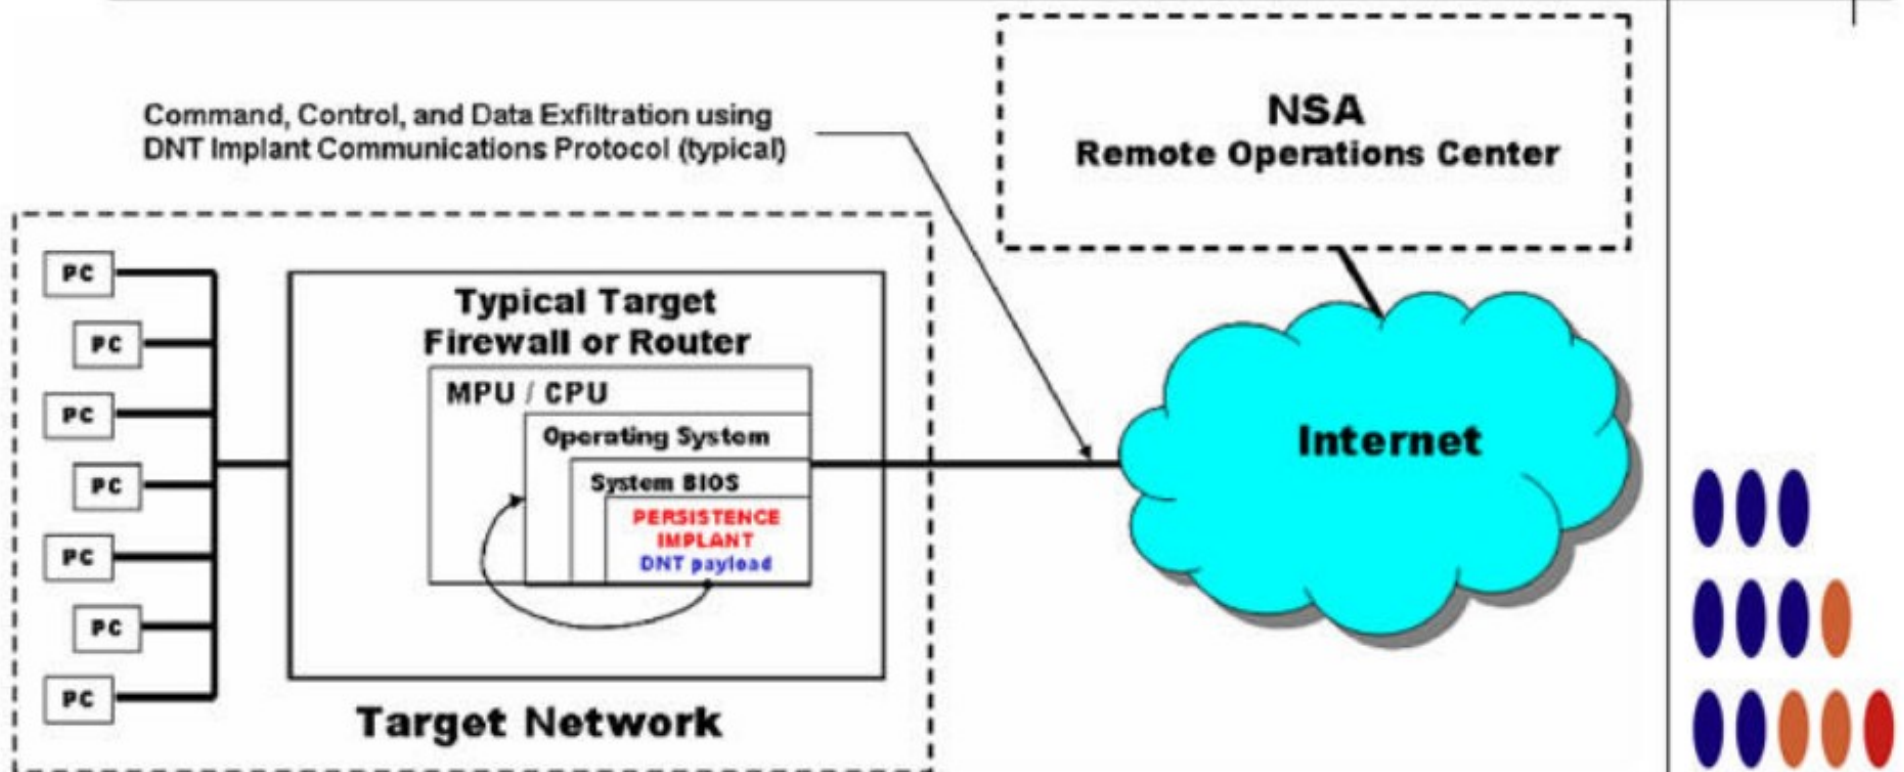 Command, Control, and Data Exfiltration using
DNT Implant Communications Protocol (typical)
NSA
Remote Operations Center
PC
PC
PC
PC
PC
PC
PC
Typical Target
Firewall or Router
MPU / CPU
Operating System
System BIOS
PERSISTENCE
IMPLANT
DNT payload
Internet
Target Network